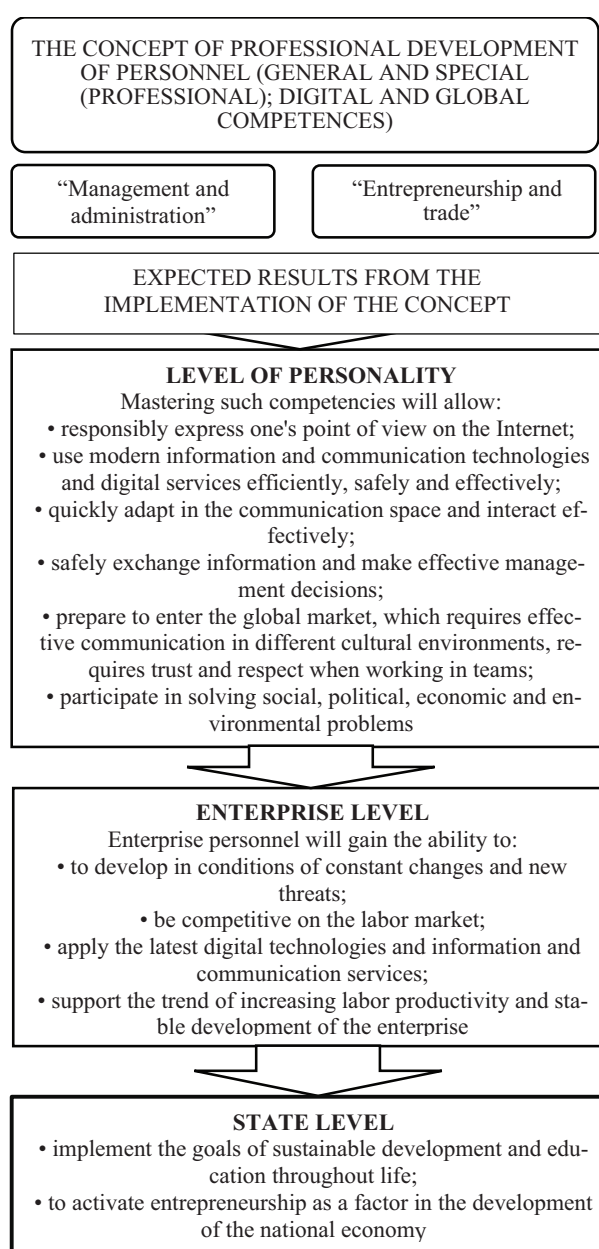 THE CONCEPT OF PROFESSIONAL DEVELOPMENT
OF PERSONNEL (GENERAL AND SPECIAL
(PROFESSIONAL); DIGITAL AND GLOBAL
COMPETENCES)
“Management and
administration”
“Entrepreneurship and
trade”
EXPECTED RESULTS FROM THE
IMPLEMENTATION OF THE CONCEPT
LEVEL OF PERSONALITY
Mastering such competencies will allow:
• responsibly express one's point of view on the Internet;
• use modern information and communication technologies
and digital services efficiently, safely and effectively;
• quickly adapt in the communication space and interact ef-
fectively;
• safely exchange information and make effective manage-
ment decisions;
• prepare to enter the global market, which requires effec-
tive communication in different cultural environments, re-
quires trust and respect when working in teams;
• participate in solving social, political, economic and en-
vironmental problems
ENTERPRISE LEVEL
Enterprise personnel will gain the ability to:
• to develop in conditions of constant changes and new
threats;
• be competitive on the labor market;
• apply the latest digital technologies and information and
communication services;
• support the trend of increasing labor productivity and sta-
ble development of the enterprise
STATE LEVEL
• implement the goals of sustainable development and edu-
cation throughout life;
• to activate entrepreneurship as a factor in the development
of the national economy